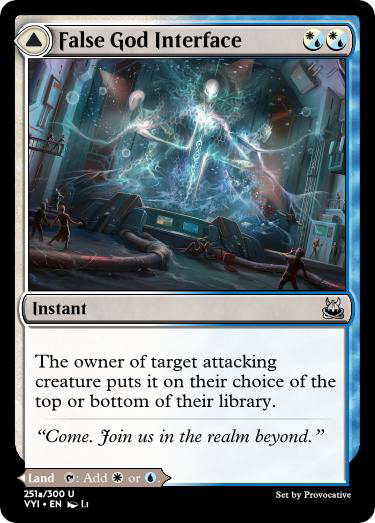 False God Interface
Instant
The owner of target attacking
creature puts it on their choice of the
top or bottom of their library.
“Come. Join us in the realm beyond.”
Land : Add or .
251a/300 U
VYI • EN Li
Set by Provocative